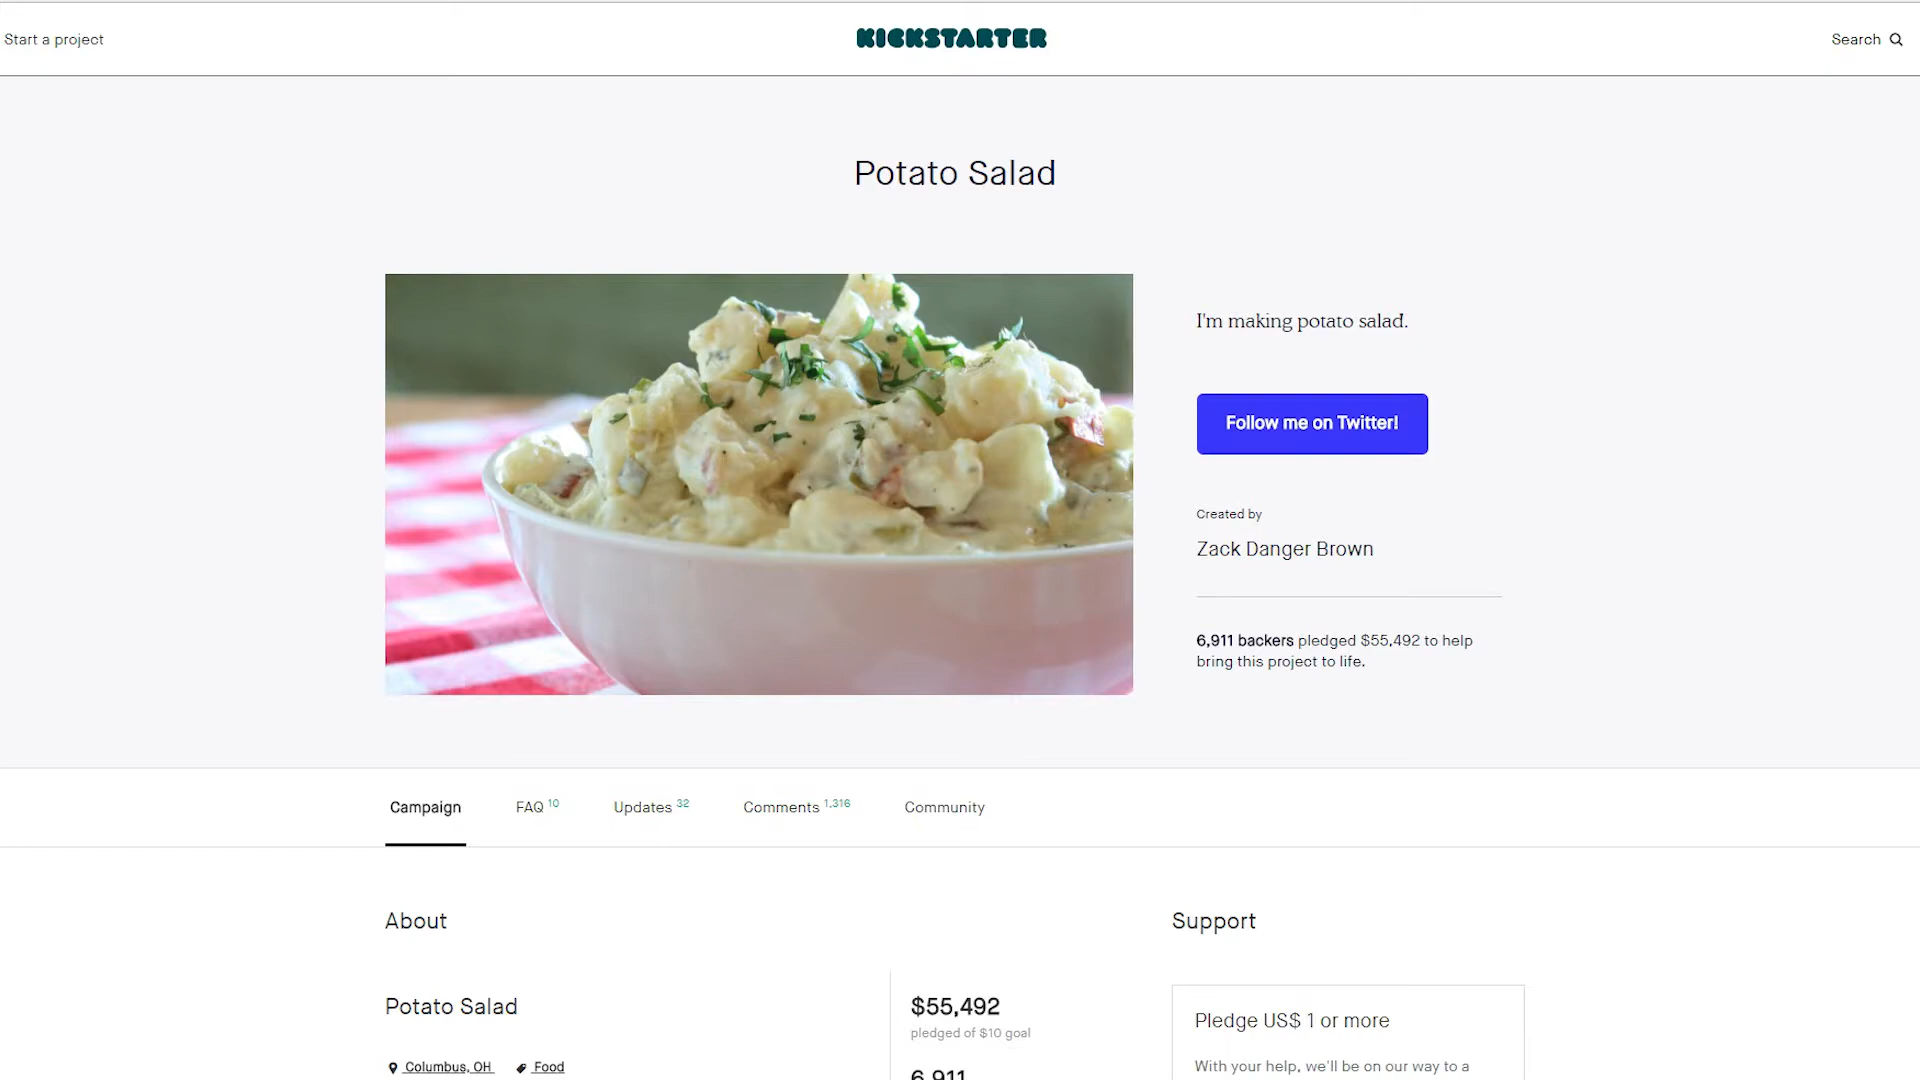 Start a project
KICKSTARTER
Search
Potato Salad
I'm making potato salad.
Follow me on Twitter!
Created by
Zack Danger Brown
6,911 backers pledged $55,492 to help
bring this project to life.
Campaign
FAQ 10
Updates 32
Comments 1,316
Community
About
Support
Potato Salad
Columbus, OH
Food
$55,492
pledged of $10 goal
6,911
Pledge US$ 1 or more
With your help, we'll be on our way to a